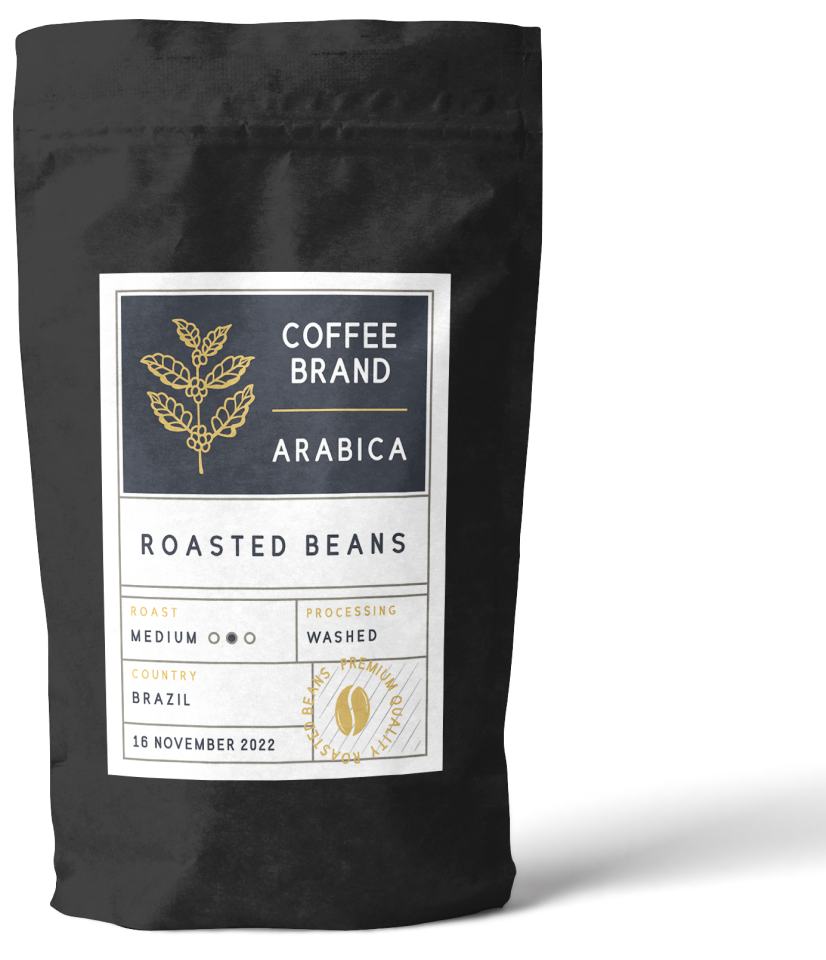 COFFEE
BRAND
ARABICA
ROASTED BEANS
ROAST
MEDIUM
PROCESSING
WASHED
COUNTRY
BRAZIL
16 NOVEMBER 2022
PREMIUM QUALITY ROASTED BEANS